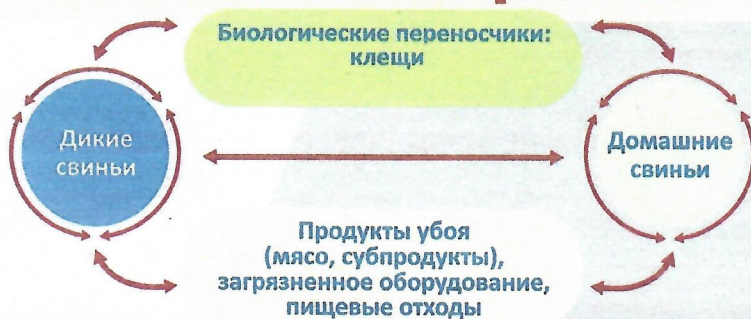 Биологические переносчики:
клещи
Дикие
свиньи
Домашние
свиньи
Продукты убоя
(мясо, субпродукты),
загрязненное оборудование,
пищевые отходы